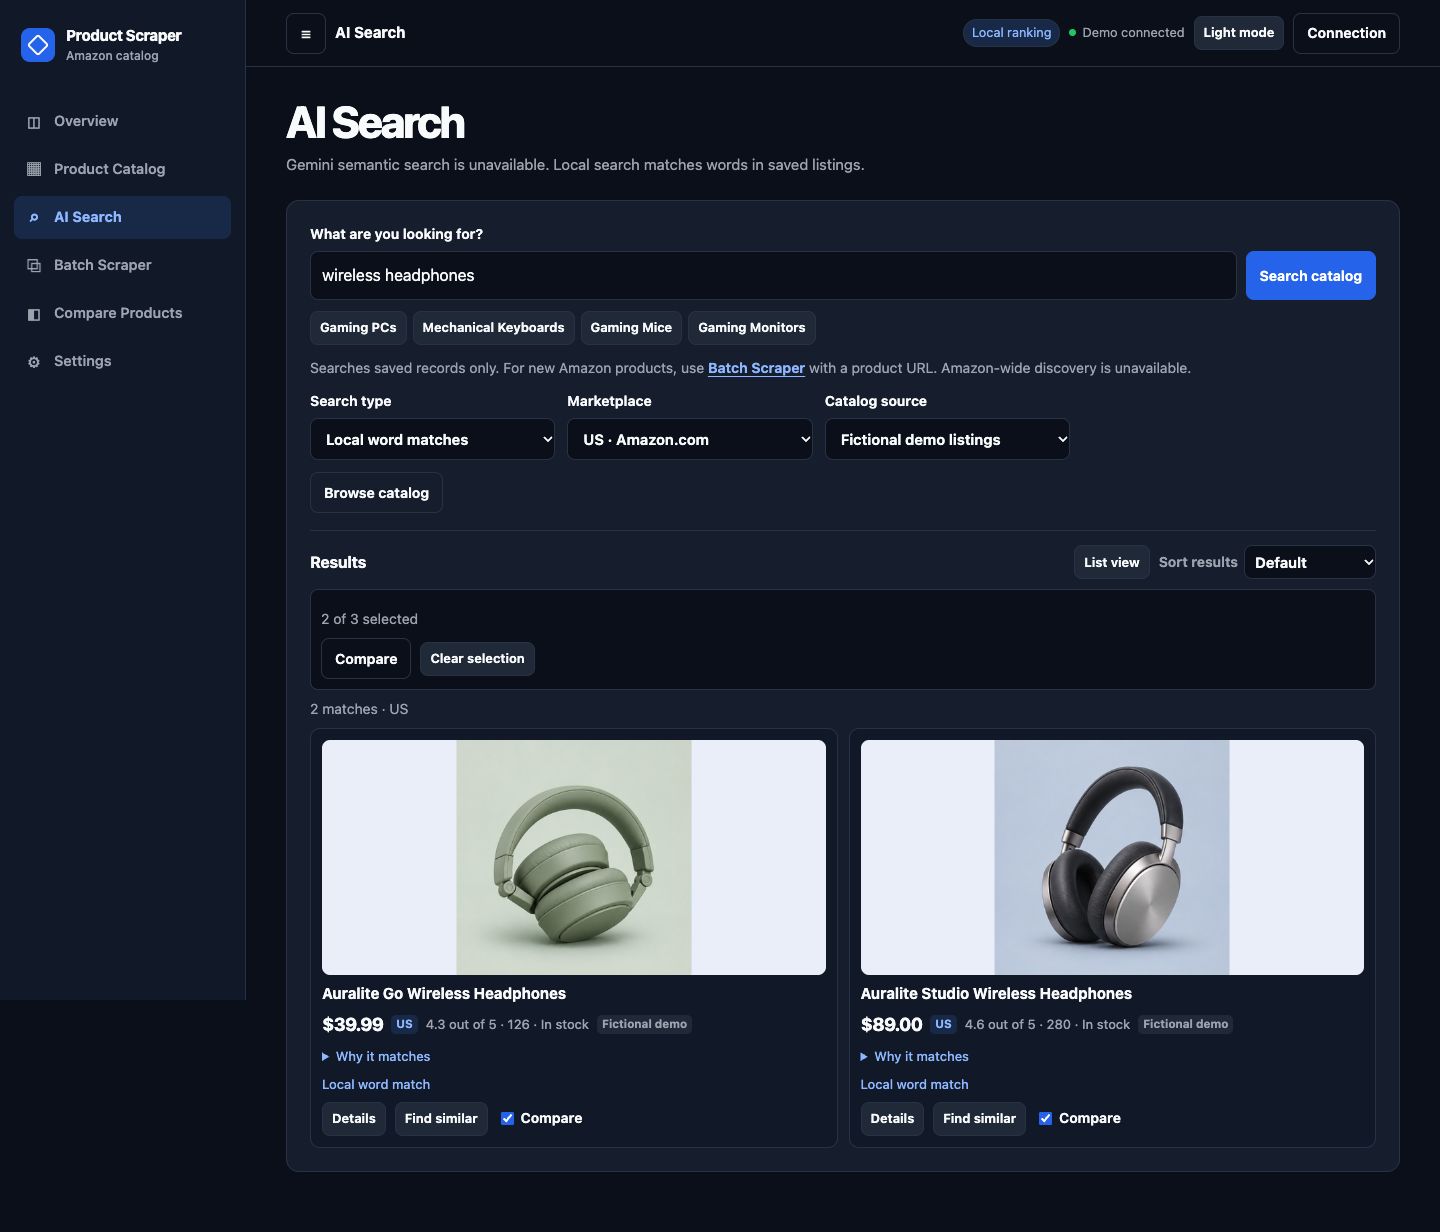 Product Scraper
Amazon catalog
Overview
Product Catalog
AI Search
Batch Scraper
Compare Products
Settings
AI Search
Local ranking
Demo connected
Light mode
Connection
AI Search
Gemini semantic search is unavailable. Local search matches words in saved listings.
What are you looking for?
wireless headphones
Search catalog
Gaming PCs
Mechanical Keyboards
Gaming Mice
Gaming Monitors
Searches saved records only. For new Amazon products, use Batch Scraper with a product URL. Amazon-wide discovery is unavailable.
Search type
Marketplace
Catalog source
Local word matches
US · Amazon.com
Fictional demo listings
Browse catalog
Results
List view
Sort results
Default
2 of 3 selected
Compare
Clear selection
2 matches · US
Auralite Go Wireless Headphones
$39.99 US 4.3 out of 5 · 126 · In stock Fictional demo
Why it matches
Local word match
Details
Find similar
Compare
Auralite Studio Wireless Headphones
$89.00 US 4.6 out of 5 · 280 · In stock Fictional demo
Why it matches
Local word match
Details
Find similar
Compare